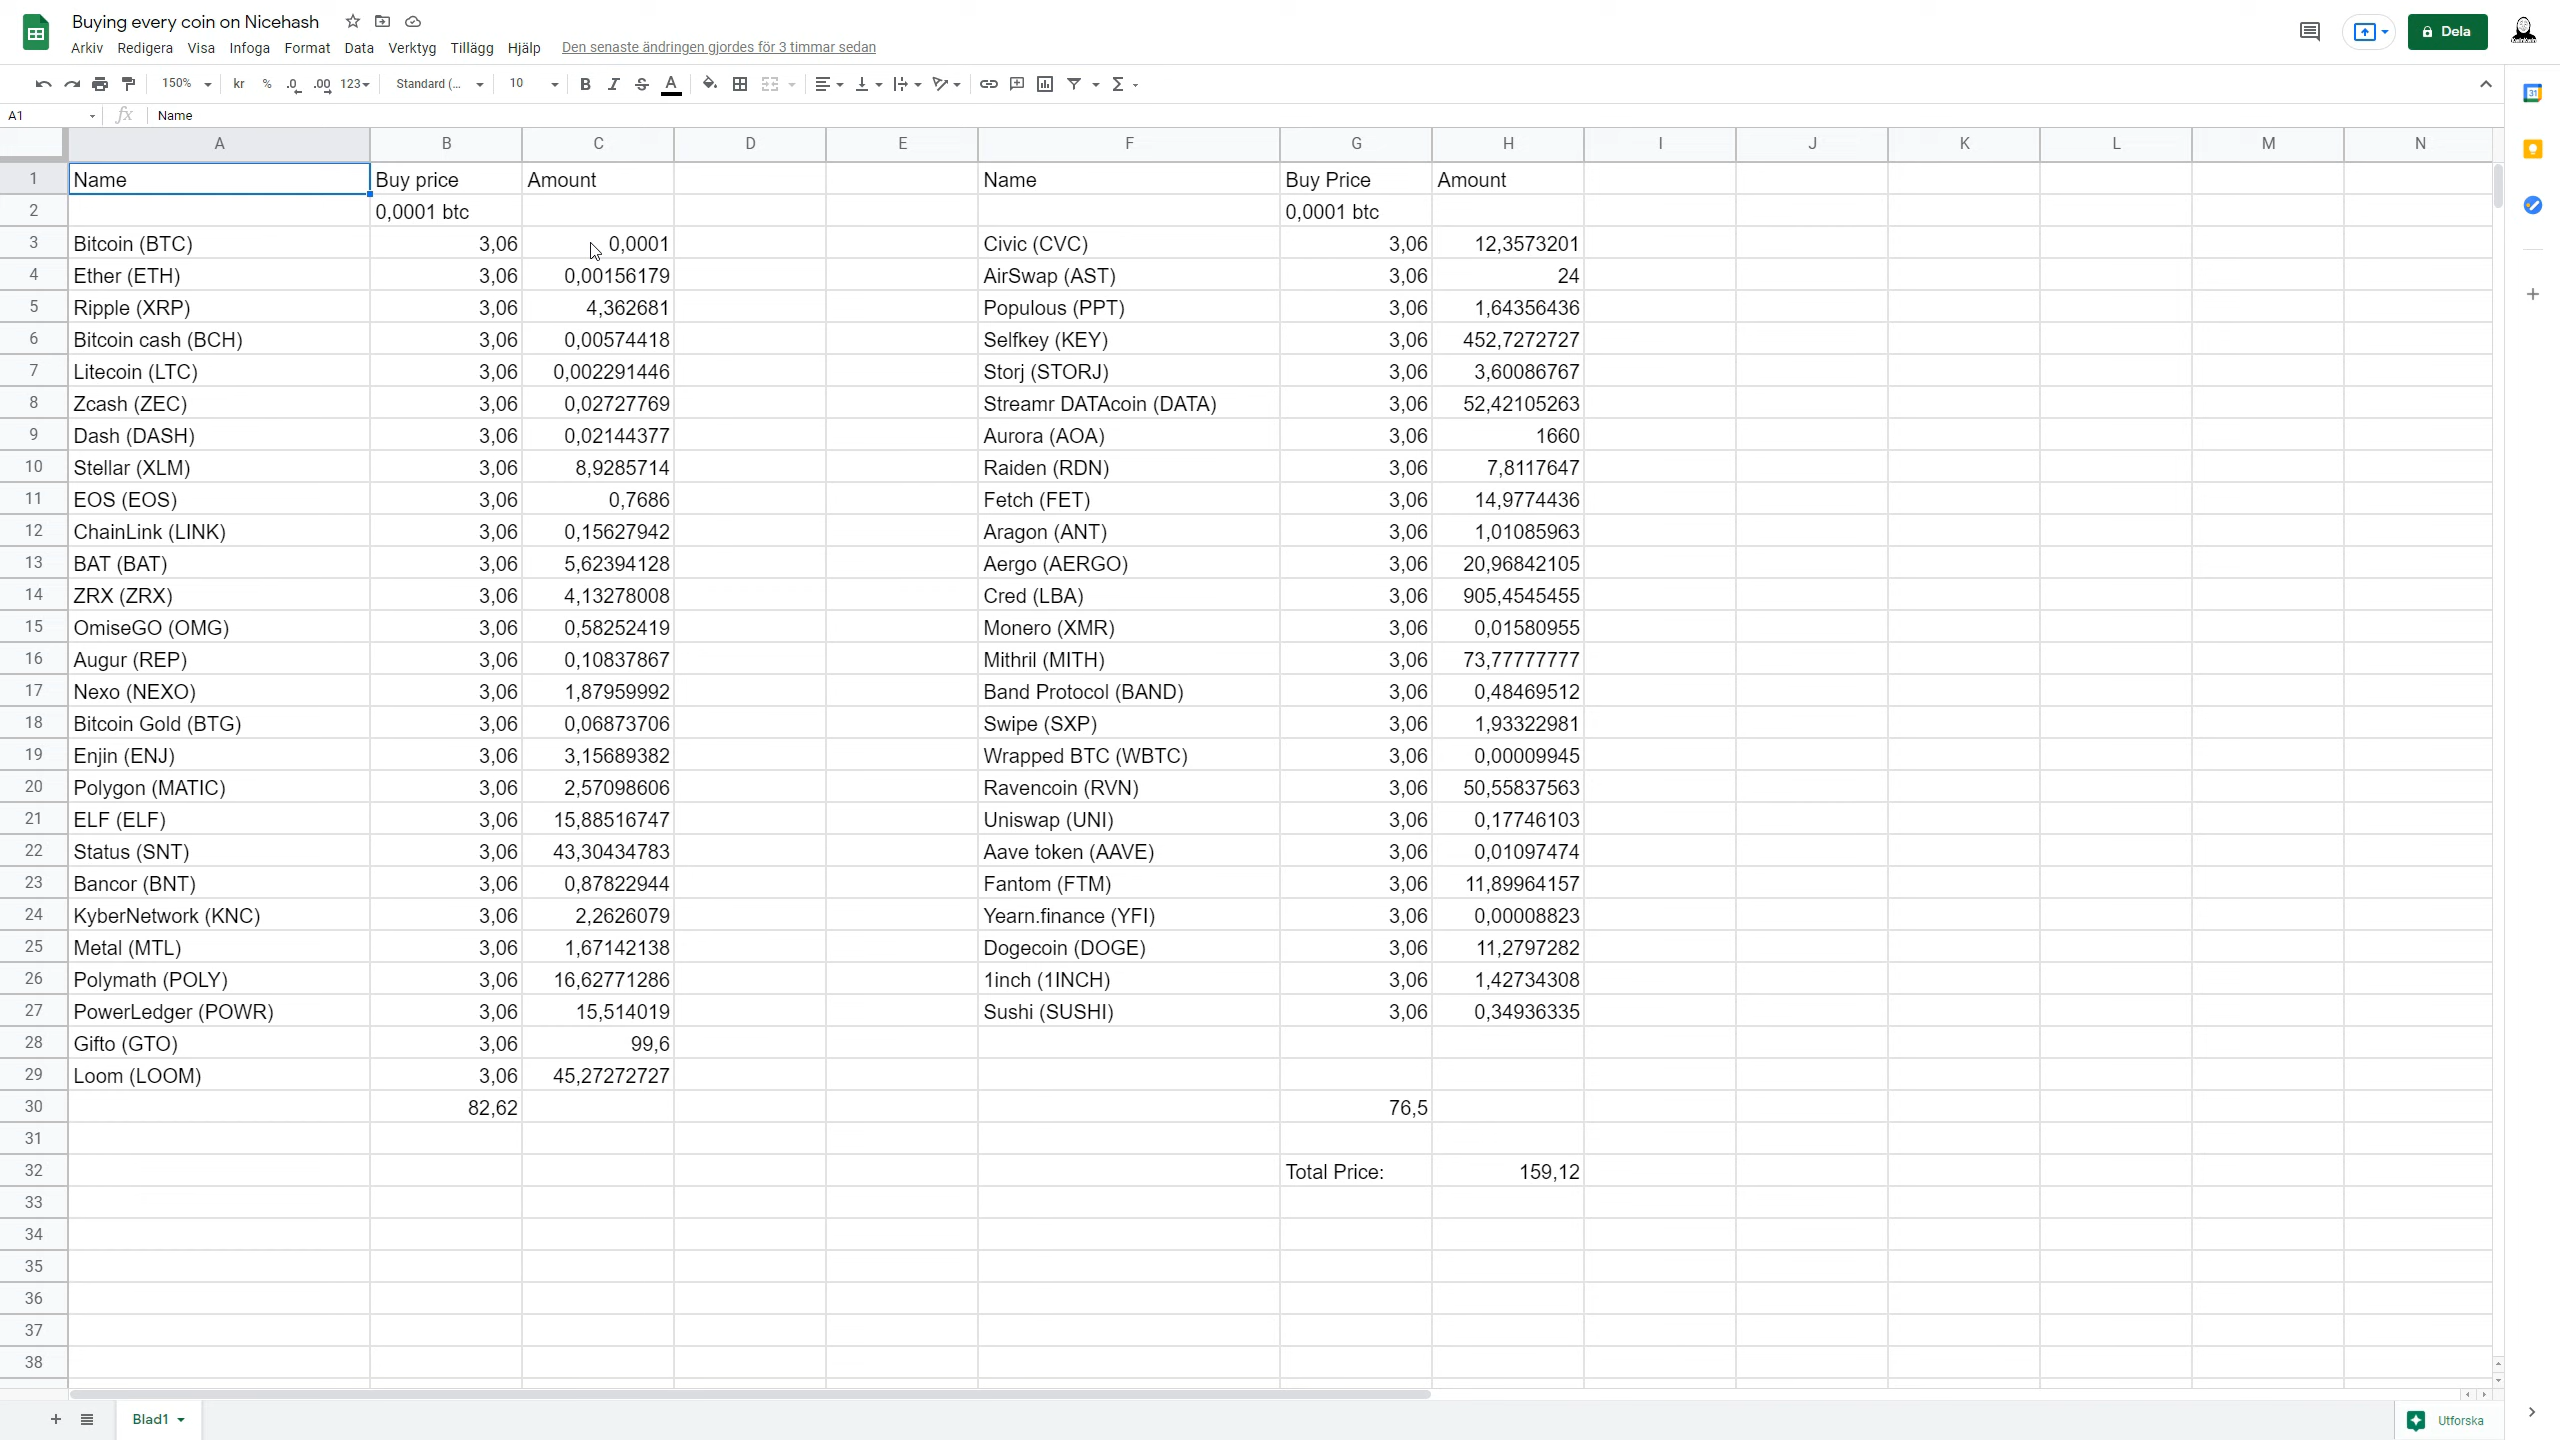 Buying every coin on Nicehash
Arkiv Redigera Visa Infoga Format Data Verktyg Tillägg Hjälp Den senaste ändringen gjordes för 3 timmar sedan
Dela
150% kr % .0 .00 123 Standard (... 10 B I S A
A1 fx Name
A B C D E F G H I J K L M N
1 Name Buy price Amount Name Buy Price Amount
2 0,0001 btc 0,0001 btc
3 Bitcoin (BTC) 3,06 0,0001 Civic (CVC) 3,06 12,3573201
4 Ether (ETH) 3,06 0,00156179 AirSwap (AST) 3,06 24
5 Ripple (XRP) 3,06 4,362681 Populous (PPT) 3,06 1,64356436
6 Bitcoin cash (BCH) 3,06 0,00574418 Selfkey (KEY) 3,06 452,7272727
7 Litecoin (LTC) 3,06 0,002291446 Storj (STORJ) 3,06 3,60086767
8 Zcash (ZEC) 3,06 0,02727769 Streamr DATAcoin (DATA) 3,06 52,42105263
9 Dash (DASH) 3,06 0,02144377 Aurora (AOA) 3,06 1660
10 Stellar (XLM) 3,06 8,9285714 Raiden (RDN) 3,06 7,8117647
11 EOS (EOS) 3,06 0,7686 Fetch (FET) 3,06 14,9774436
12 ChainLink (LINK) 3,06 0,15627942 Aragon (ANT) 3,06 1,01085963
13 BAT (BAT) 3,06 5,62394128 Aergo (AERGO) 3,06 20,96842105
14 ZRX (ZRX) 3,06 4,13278008 Cred (LBA) 3,06 905,4545455
15 OmiseGO (OMG) 3,06 0,58252419 Monero (XMR) 3,06 0,01580955
16 Augur (REP) 3,06 0,10837867 Mithril (MITH) 3,06 73,77777777
17 Nexo (NEXO) 3,06 1,87959992 Band Protocol (BAND) 3,06 0,48469512
18 Bitcoin Gold (BTG) 3,06 0,06873706 Swipe (SXP) 3,06 1,93322981
19 Enjin (ENJ) 3,06 3,15689382 Wrapped BTC (WBTC) 3,06 0,00009945
20 Polygon (MATIC) 3,06 2,57098606 Ravencoin (RVN) 3,06 50,55837563
21 ELF (ELF) 3,06 15,88516747 Uniswap (UNI) 3,06 0,17746103
22 Status (SNT) 3,06 43,30434783 Aave token (AAVE) 3,06 0,01097474
23 Bancor (BNT) 3,06 0,87822944 Fantom (FTM) 3,06 11,89964157
24 KyberNetwork (KNC) 3,06 2,2626079 Yearn.finance (YFI) 3,06 0,00008823
25 Metal (MTL) 3,06 1,67142138 Dogecoin (DOGE) 3,06 11,2797282
26 Polymath (POLY) 3,06 16,62771286 1inch (1INCH) 3,06 1,42734308
27 PowerLedger (POWR) 3,06 15,514019 Sushi (SUSHI) 3,06 0,34936335
28 Gifto (GTO) 3,06 99,6
29 Loom (LOOM) 3,06 45,27272727
30 82,62 76,5
31
32 Total Price: 159,12
33
34
35
36
37
38
Blad1 Utforska